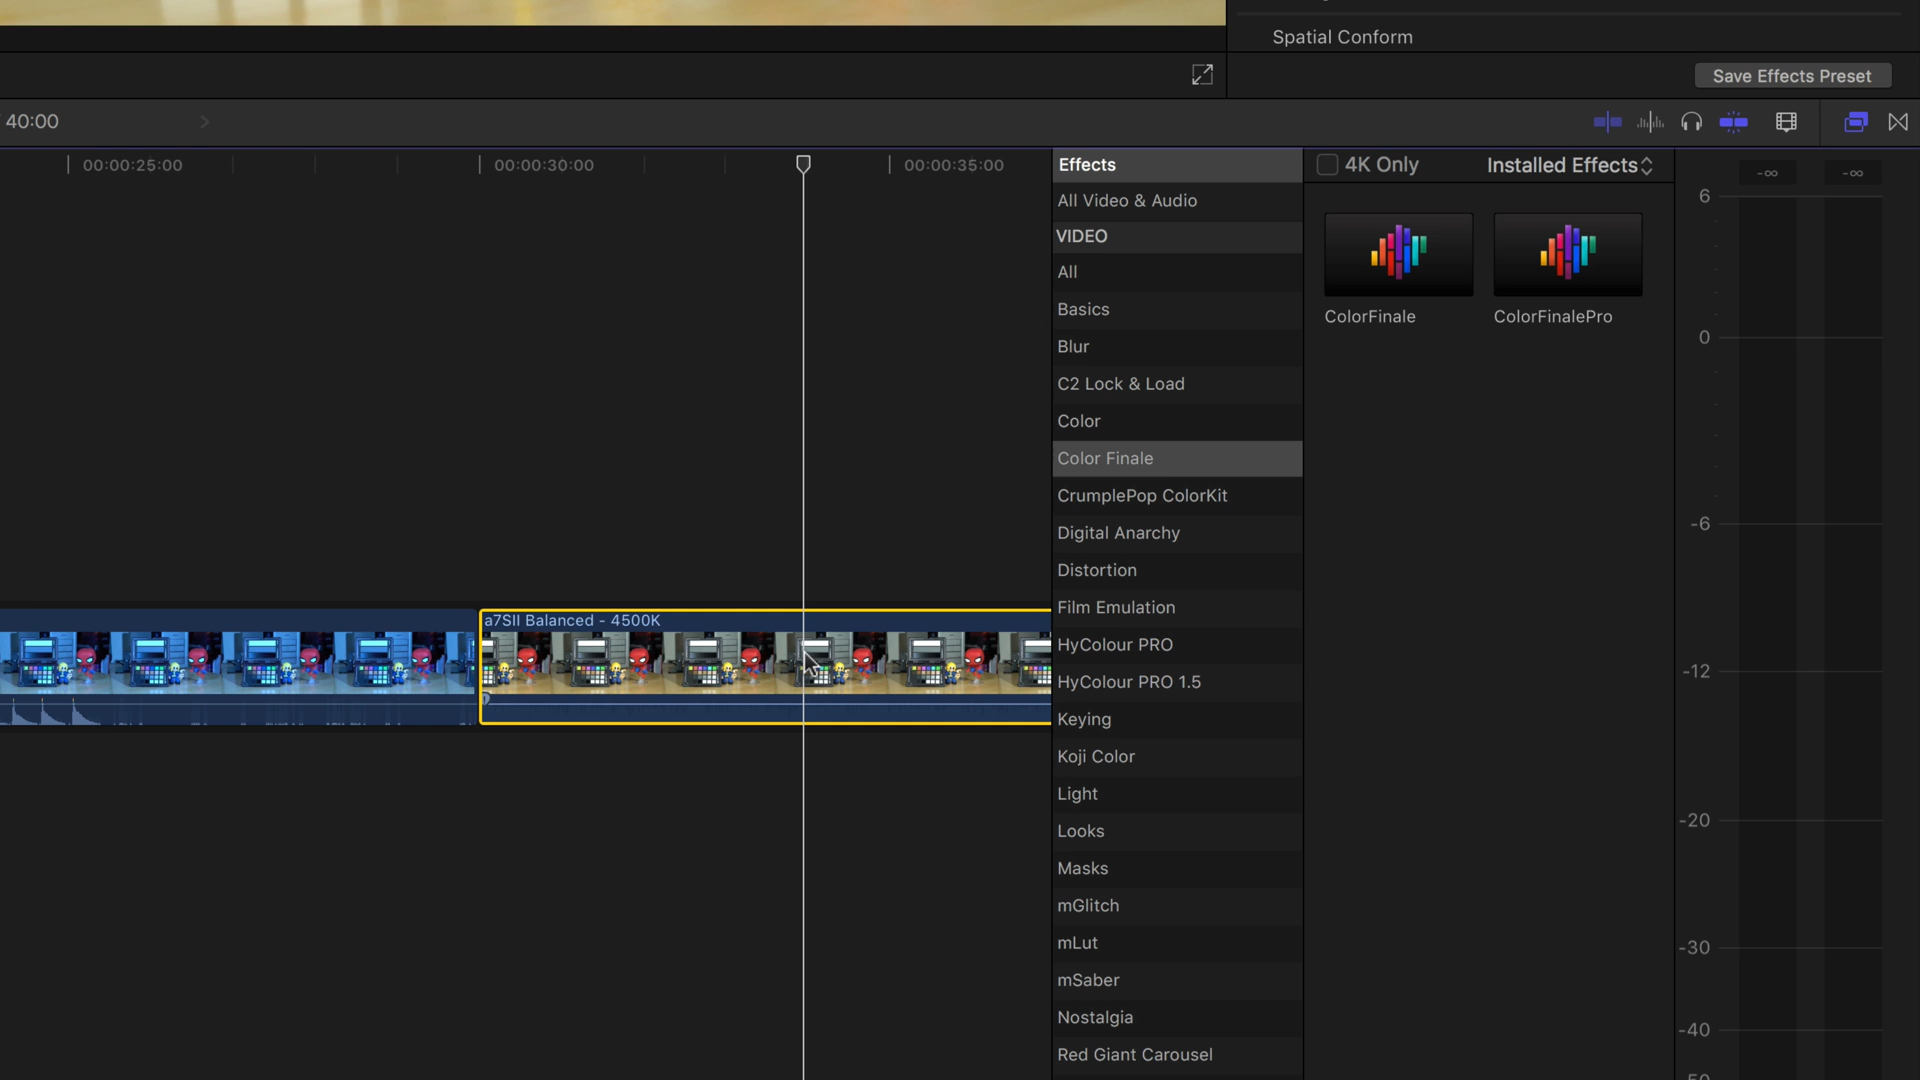 Spatial Conform
Save Effects Preset
40:00
00:00:25:00
00:00:30:00
00:00:35:00
Effects
4K Only
Installed Effects
All Video & Audio
VIDEO
All
Basics
Blur
C2 Lock & Load
Color
Color Finale
CrumplePop ColorKit
Digital Anarchy
Distortion
Film Emulation
HyColour PRO
HyColour PRO 1.5
Keying
Koji Color
Light
Looks
Masks
mGlitch
mLut
mSaber
Nostalgia
Red Giant Carousel
ColorFinale
ColorFinalePro
a7SII Balanced - 4500K
-∞
-∞
6
0
-6
-12
-20
-30
-40